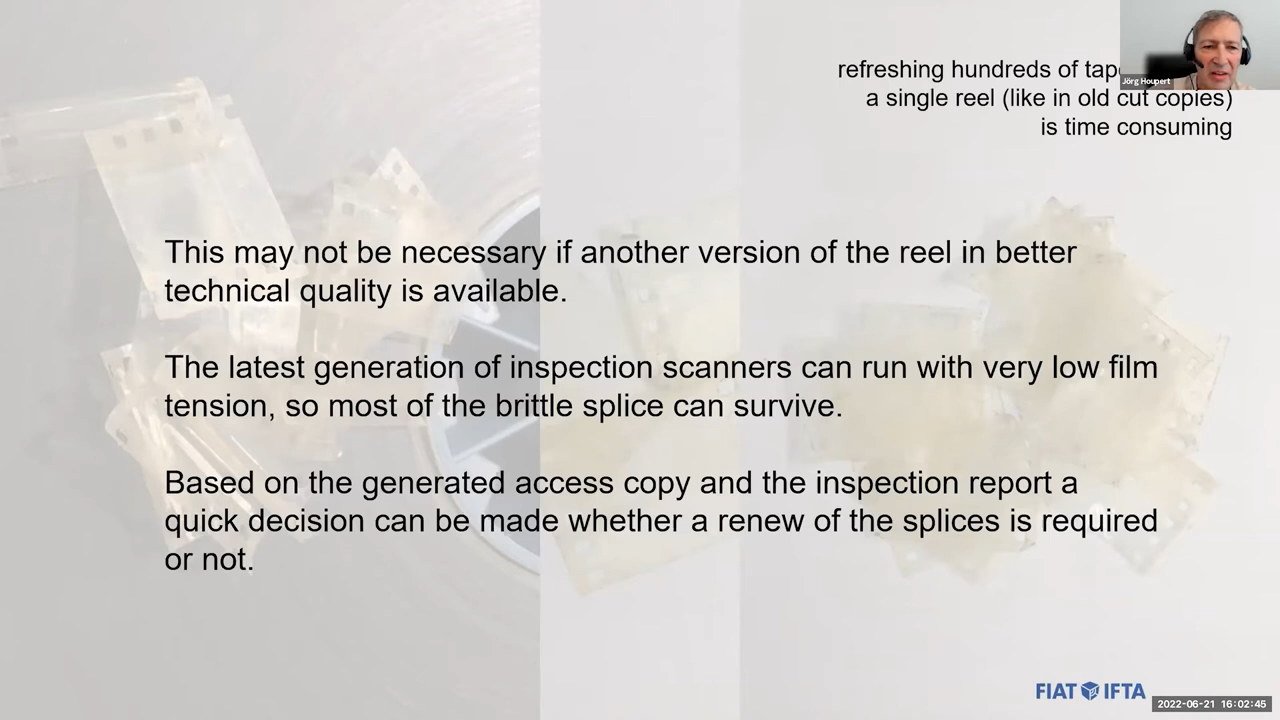 refreshing hundreds of
a single reel (like in old cut copies)
is time consuming
Jörg Houpert
This may not be necessary if another version of the reel in better
technical quality is available.
The latest generation of inspection scanners can run with very low film
tension, so most of the brittle splice can survive.
Based on the generated access copy and the inspection report a
quick decision can be made whether a renew of the splices is required
or not.
FIAT IFTA
2022-06-21 16:02:45